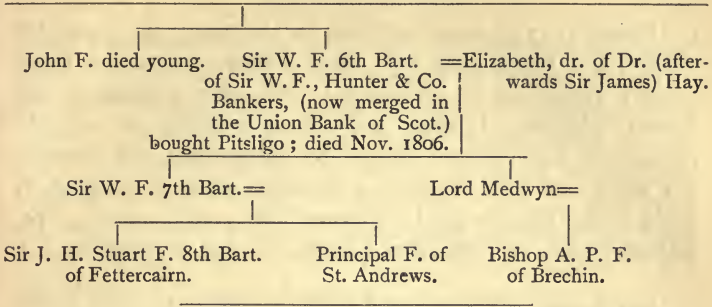 John F. died young. Sir W. F. 6th Bart. =Elizabeth, dr. of Dr. (after-
of Sir W. F., Hunter & Co. wards Sir James) Hay.
Bankers, (now merged in
the Union Bank of Scot.)
bought Pitsligo ; died Nov. 1806.
Sir W. F. 7th Bart.= Lord Medwyn=
Sir J. H. Stuart F. 8th Bart. Principal F. of Bishop A. P. F.
of Fettercairn. St. Andrews. of Brechin.